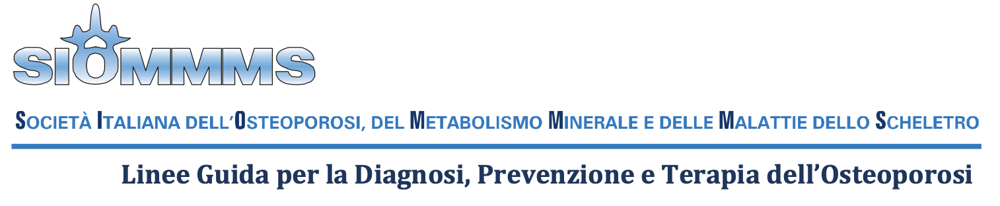 SIOMMMS
SOCIETÀ ITALIANA DELL'OSTEOPOROSI, DEL METABOLISMO MINERALE E DELLE MALATTIE DELLO SCHELETRO
Linee Guida per la Diagnosi, Prevenzione e Terapia dell'Osteoporosi